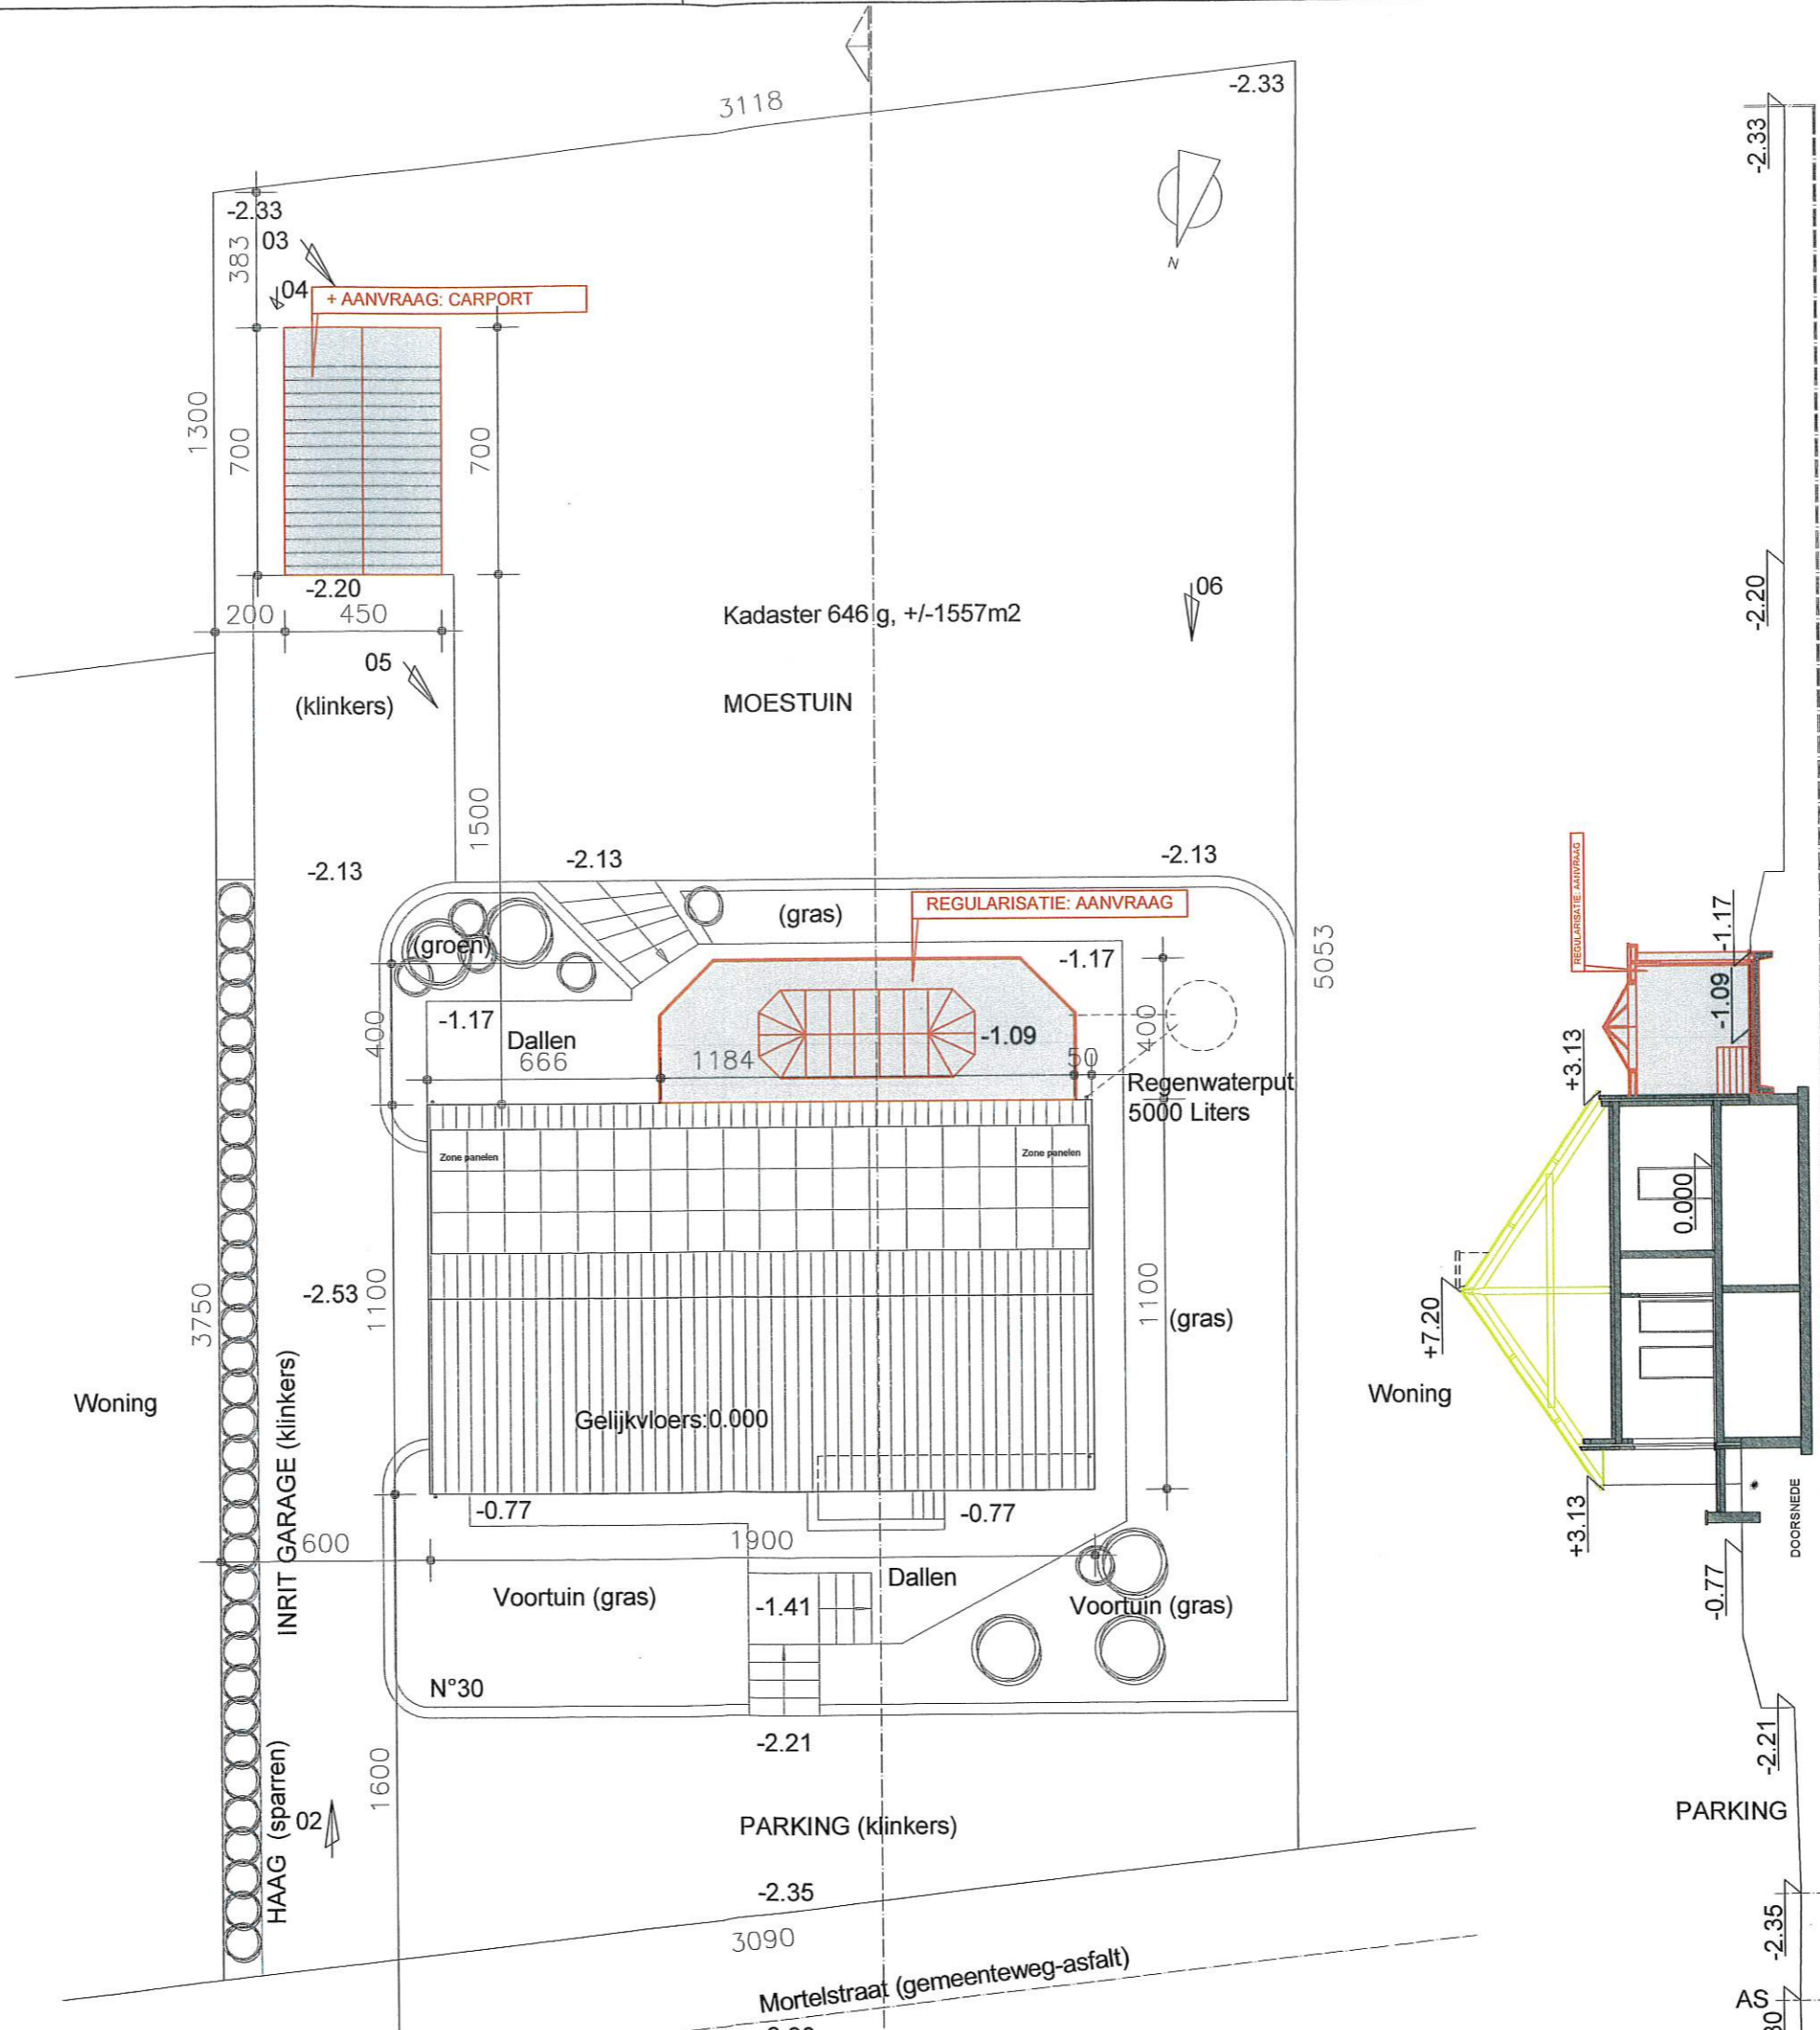 3118
-2.33
-2.33
-2.33
383
03
04
+ AANVRAAG: CARPORT
N
1300
700
700
-2.20
-2.20
200
450
06
Kadaster 646 g, +/-1557m2
05
(klinkers)
MOESTUIN
1500
-2.13
-2.13
-2.13
(gras)
REGULARISATIE: AANVRAAG
REGULARISATIE: AANVRAAG
(groen)
-1.17
-1.17
5053
-1.17
Dallen
400
666
1184
-1.09
400
50
-1.09
+3.13
Regenwaterput
5000 Liters
Zone panelen
Zone panelen
0.000
3750
-2.53
1100
1100
(gras)
+7.20
Woning
INRIT GARAGE (klinkers)
Gelijkvloers:0.000
Woning
-0.77
-0.77
+3.13
DOORSNEDE
600
1900
-0.77
Voortuin (gras)
-1.41
Dallen
Voortuin (gras)
N°30
-2.21
-2.21
1600
HAAG (sparren)
02
PARKING (klinkers)
PARKING
-2.35
-2.35
3090
Mortelstraat (gemeenteweg-asfalt)
AS